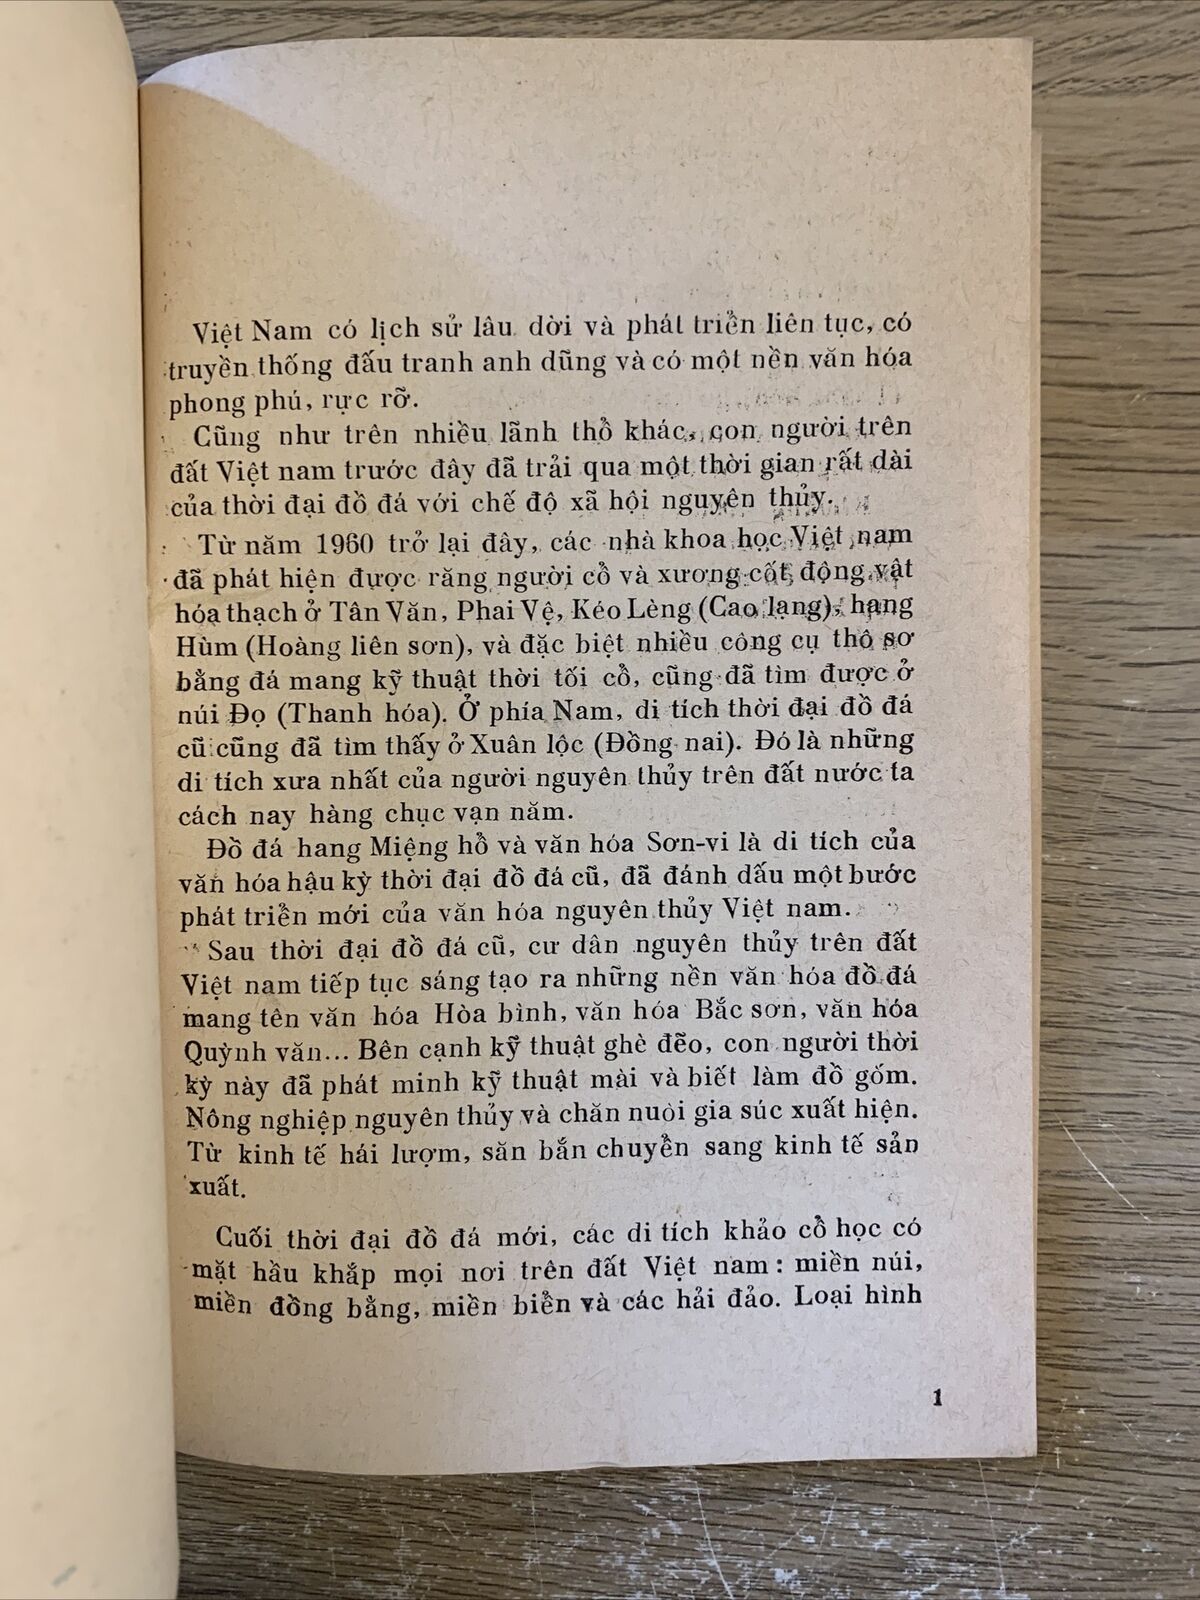 Việt Nam có lịch sử lâu dời và phát triển liên tục, có
truyền thống đấu tranh anh dũng và có một nền văn hóa
phong phú, rực rỡ.
Cũng như trên nhiều lãnh thổ khác, con người trên
đất Việt nam trước đây đã trải qua một thời gian rất dài
của thời đại đồ đá với chế độ xã hội nguyên thủy.
Từ năm 1960 trở lại đây, các nhà khoa học Việt nam
đã phát hiện được răng người cổ và xương cốt động vật
hóa thạch ở Tân Văn, Phai Vệ, Kéo Lèng (Cao lạng), hang
Hùm (Hoàng liên sơn), và đặc biệt nhiều công cụ thô sơ
bằng đá mang kỹ thuật thời tối cổ, cũng đã tìm được ở
núi Đọ (Thanh hóa). Ở phía Nam, di tích thời đại đồ đá
cũ cũng đã tìm thấy ở Xuân lộc (Đồng nai). Đó là những
di tích xưa nhất của người nguyên thủy trên đất nước ta
cách nay hàng chục vạn năm.
Đồ đá hang Miệng hổ và văn hóa Sơn-vi là di tích của
văn hóa hậu kỳ thời đại đồ đá cũ, đã đánh dấu một bước
phát triển mới của văn hóa nguyên thủy Việt nam.
Sau thời đại đồ đá cũ, cư dân nguyên thủy trên đất
Việt nam tiếp tục sáng tạo ra những nền văn hóa đồ đá
mang tên văn hóa Hòa bình, văn hóa Bắc sơn, văn hóa
Quỳnh văn... Bên cạnh kỹ thuật ghè đẽo, con người thời
kỳ này đã phát minh kỹ thuật mài và biết làm đồ gốm.
Nông nghiệp nguyên thủy và chăn nuôi gia súc xuất hiện.
Từ kinh tế hái lượm, săn bắn chuyển sang kinh tế sản
xuất.
Cuối thời đại đồ đá mới, các di tích khảo cổ học có
mặt hầu khắp mọi nơi trên đất Việt nam : miền núi,
miền đồng bằng, miền biển và các hải đảo. Loại hình
1